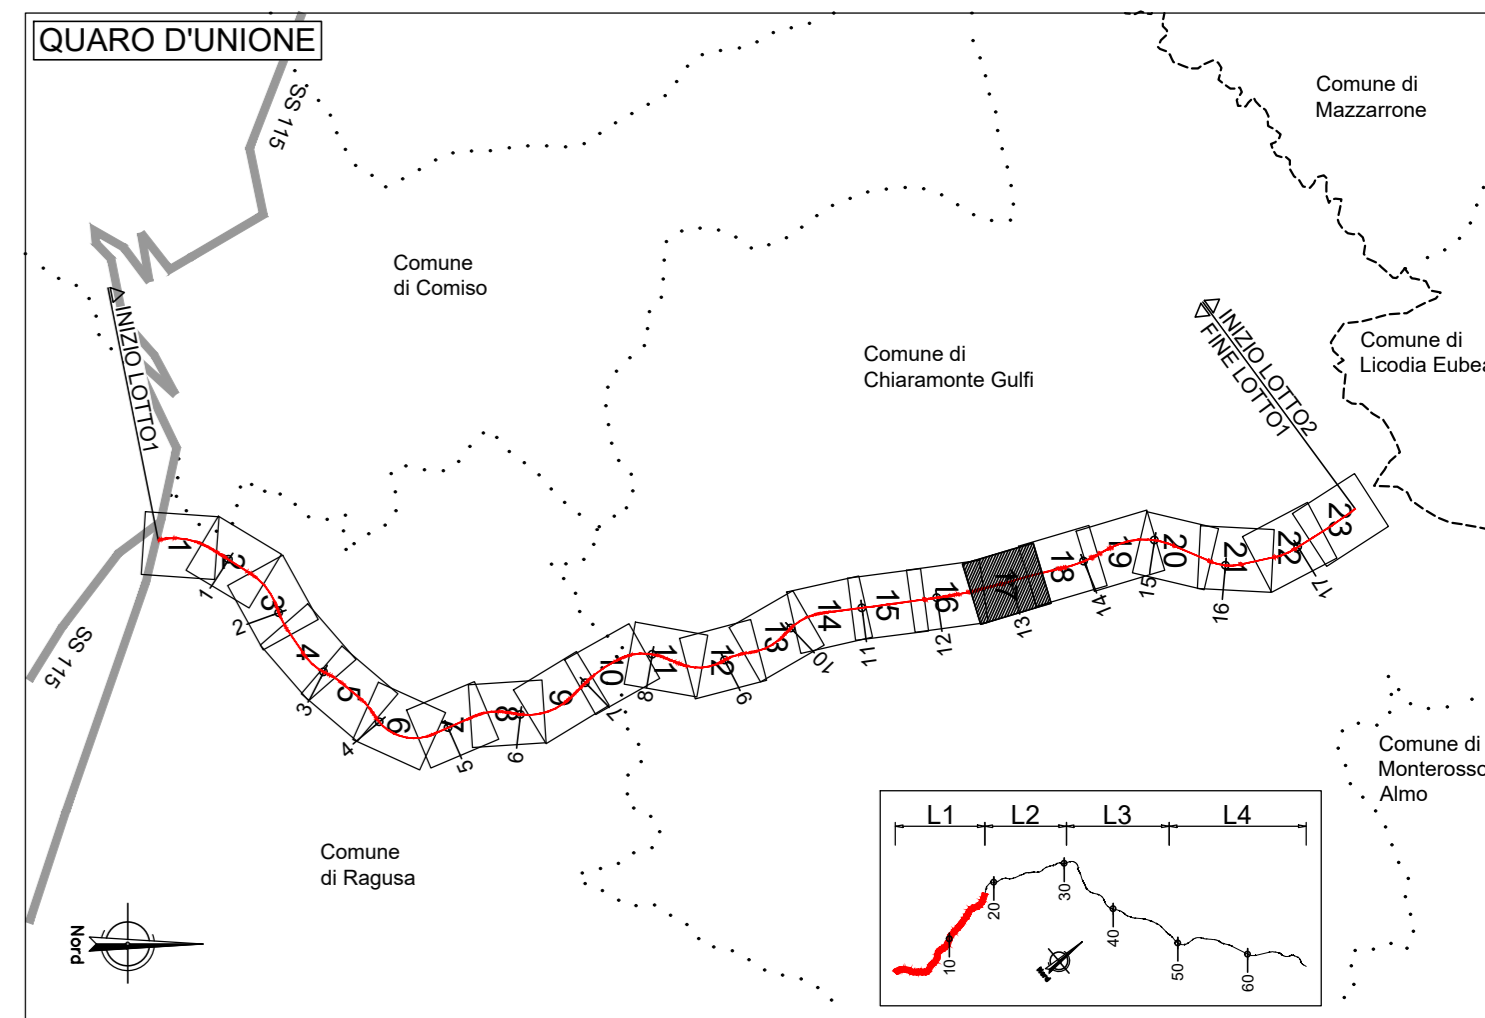 QUARO D'UNIONE
SS 115
Comune di
Mazzarrone
Comune
di Comiso
INIZIO LOTTO1
Comune di
Chiaramonte Gulfi
INIZIO LOTTO2
FINE LOTTO1
Comune di
Licodia Eubea
1
2
3
4
5
6
7
8
9
10
11
12
13
14
15
16
17
18
19
20
21
22
23
1
2
3
4
5
6
7
8
9
10
11
12
13
14
15
16
17
SS 115
Comune
di Ragusa
Comune di
Monterosso
Almo
Nord
L1 L2 L3 L4
10
20
30
40
50
60